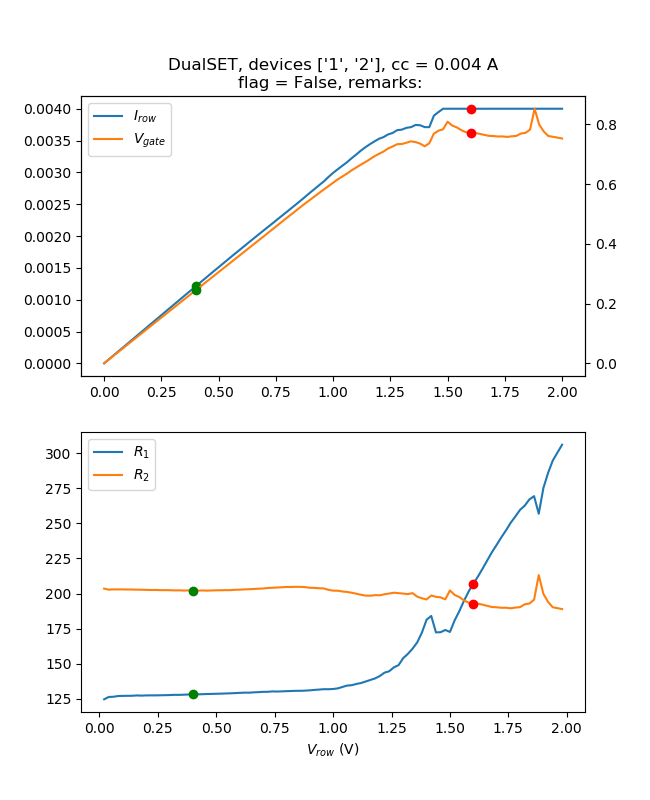 DualSET, devices ['1', '2'], cc = 0.004 A
flag = False, remarks:
I_row
V_gate
0.0040
0.0035
0.0030
0.0025
0.0020
0.0015
0.0010
0.0005
0.0000
0.8
0.6
0.4
0.2
0.0
0.00 0.25 0.50 0.75 1.00 1.25 1.50 1.75 2.00
R_1
R_2
300
275
250
225
200
175
150
125
0.00 0.25 0.50 0.75 1.00 1.25 1.50 1.75 2.00
V_row (V)